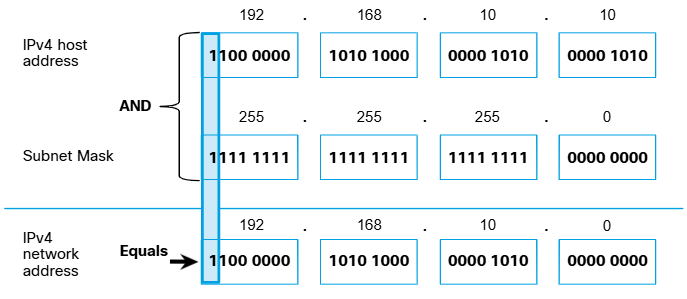 192 . 168 . 10 . 10
IPv4 host
address
1100 0000 1010 1000 0000 1010 0000 1010
AND
255 . 255 . 255 . 0
Subnet Mask
1111 1111 1111 1111 1111 1111 0000 0000
192 . 168 . 10 . 0
IPv4
network
address
Equals
1100 0000 1010 1000 0000 1010 0000 0000